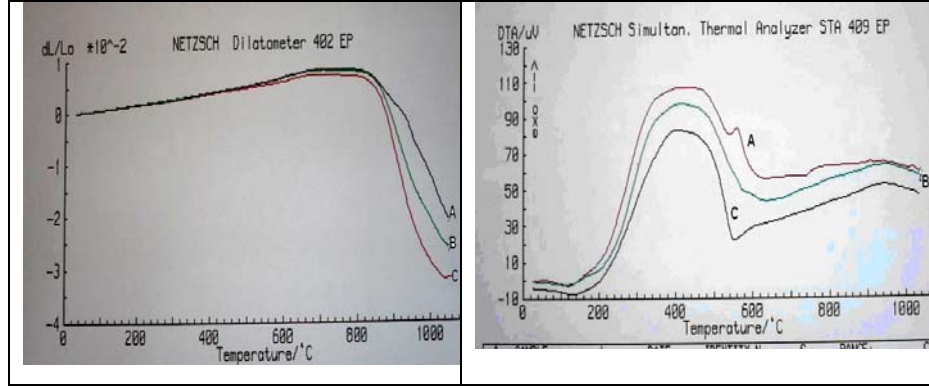 dL/Lo *10^-2 NETZSCH Dilatometer 402 EP
1
0
-1
-2
-3
-4
A
B
C
0 200 400 600 800 1000
Temperature/°C
DTA/uV NETZSCH Simultan. Thermal Analyzer STA 409 EP
130
110
90
70
50
30
10
-10
A
B
C
200 400 600 800 1000
Temperature/°C